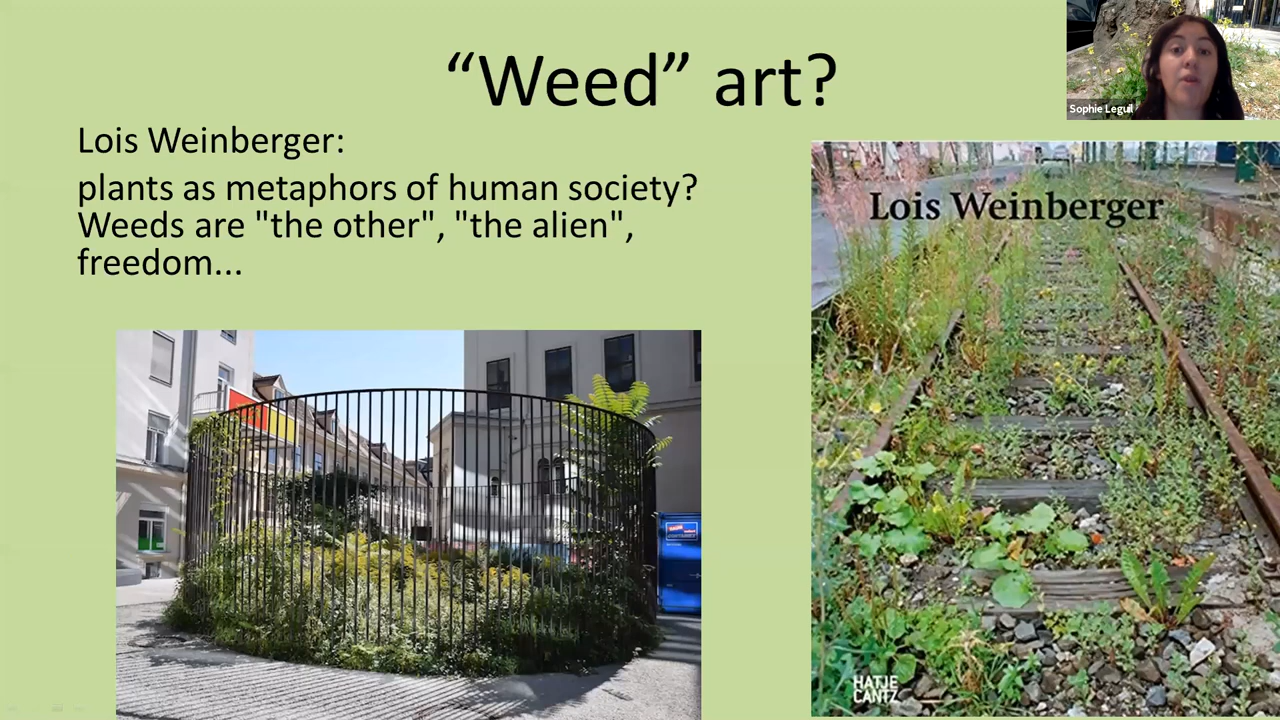 “Weed” art?
Sophie Leguil
Lois Weinberger:
plants as metaphors of human society?
Weeds are "the other", "the alien",
freedom...
Lois Weinberger
HATJE
CANTZ